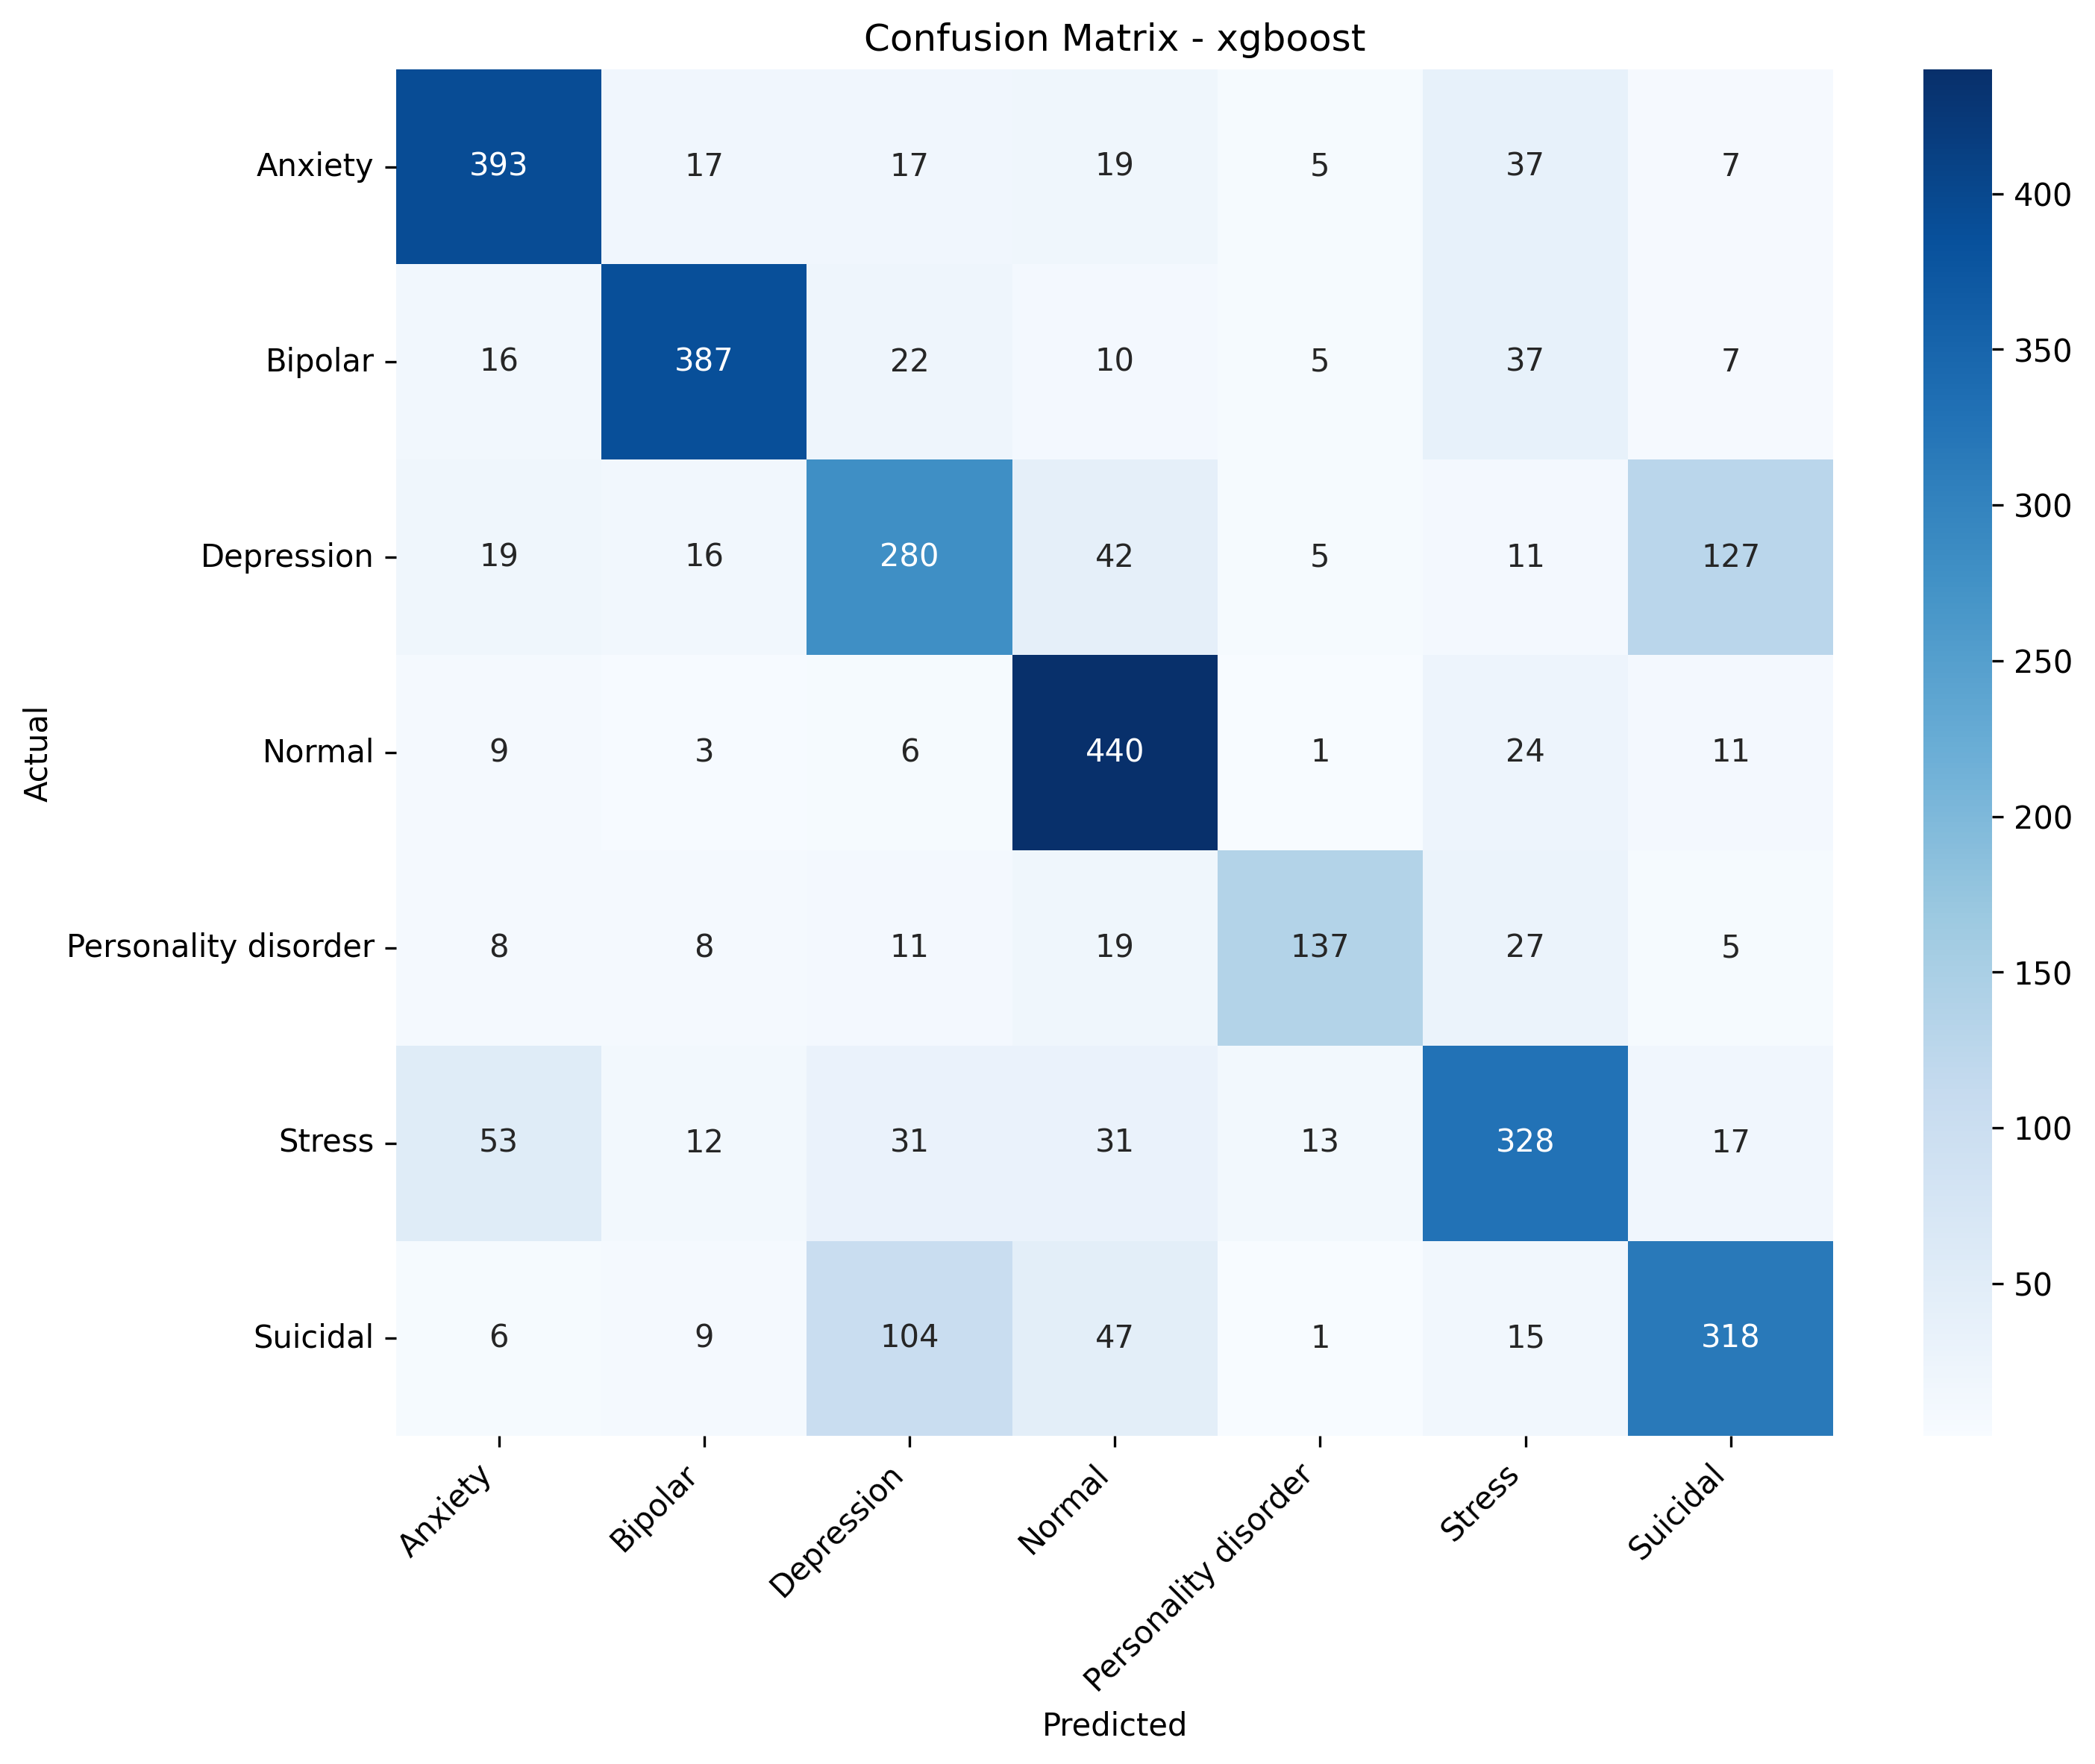 Confusion Matrix - xgboost
Actual
Anxiety 393 17 17 19 5 37 7
Bipolar 16 387 22 10 5 37 7
Depression 19 16 280 42 5 11 127
Normal 9 3 6 440 1 24 11
Personality disorder 8 8 11 19 137 27 5
Stress 53 12 31 31 13 328 17
Suicidal 6 9 104 47 1 15 318
Anxiety Bipolar Depression Normal Personality disorder Stress Suicidal
Predicted
400
350
300
250
200
150
100
50